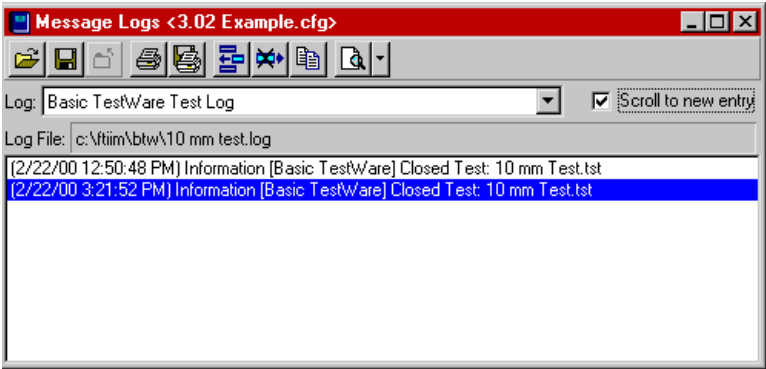 Message Logs <3.02 Example.cfg>
Log: Basic TestWare Test Log Scroll to new entry
Log File: c:\ftiim\btw\10 mm test.log
(2/22/00 12:50:48 PM) Information [Basic TestWare] Closed Test: 10 mm Test.tst
(2/22/00 3:21:52 PM) Information [Basic TestWare] Closed Test: 10 mm Test.tst